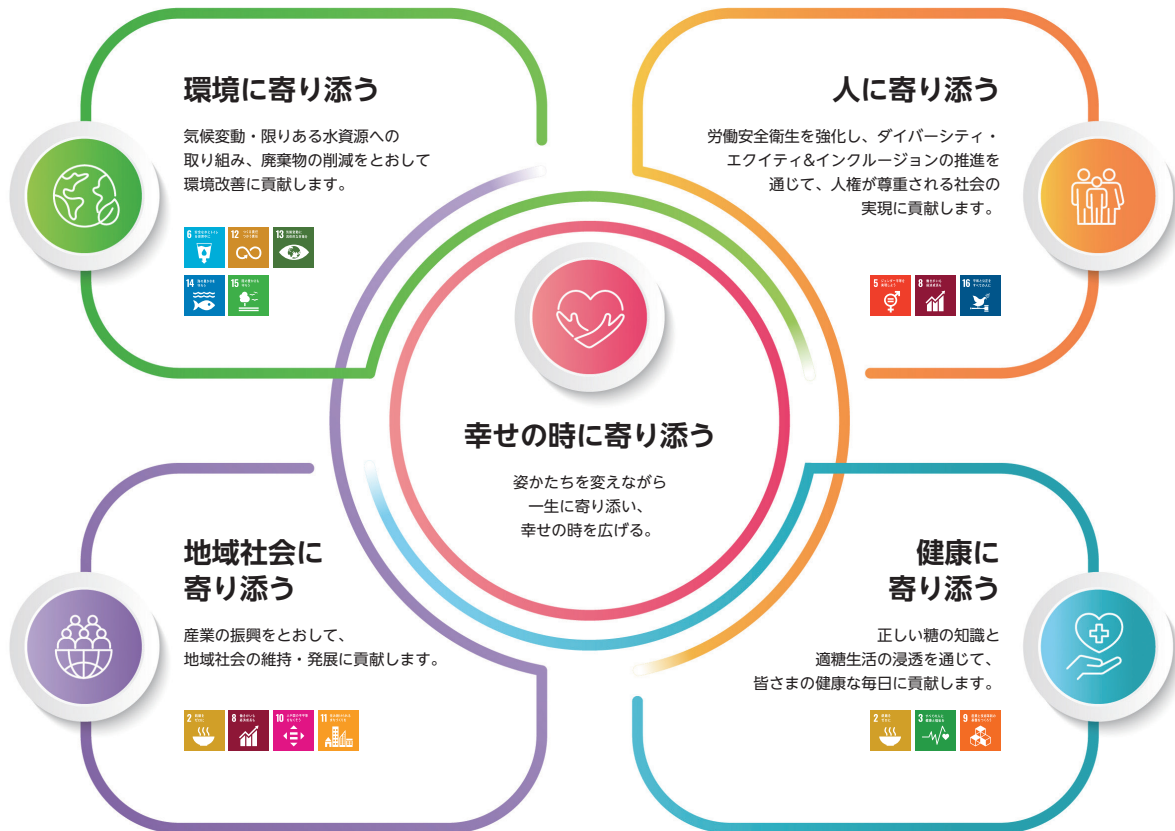 環境に寄り添う
気候変動・限りある水資源への
取り組み、廃棄物の削減をとおして
環境改善に貢献します。
6
12
13
14
15
人に寄り添う
労働安全衛生を強化し、ダイバーシティ・
エクイティ&インクルージョンの推進を
通じて、人権が尊重される社会の
実現に貢献します。
5
8
16
幸せの時に寄り添う
姿かたちを変えながら
一生に寄り添い、
幸せの時を広げる。
地域社会に
寄り添う
産業の振興をとおして、
地域社会の維持・発展に貢献します。
2
8
10
11
健康に
寄り添う
正しい糖の知識と
適糖生活の浸透を通じて、
皆さまの健康な毎日に貢献します。
2
3
9